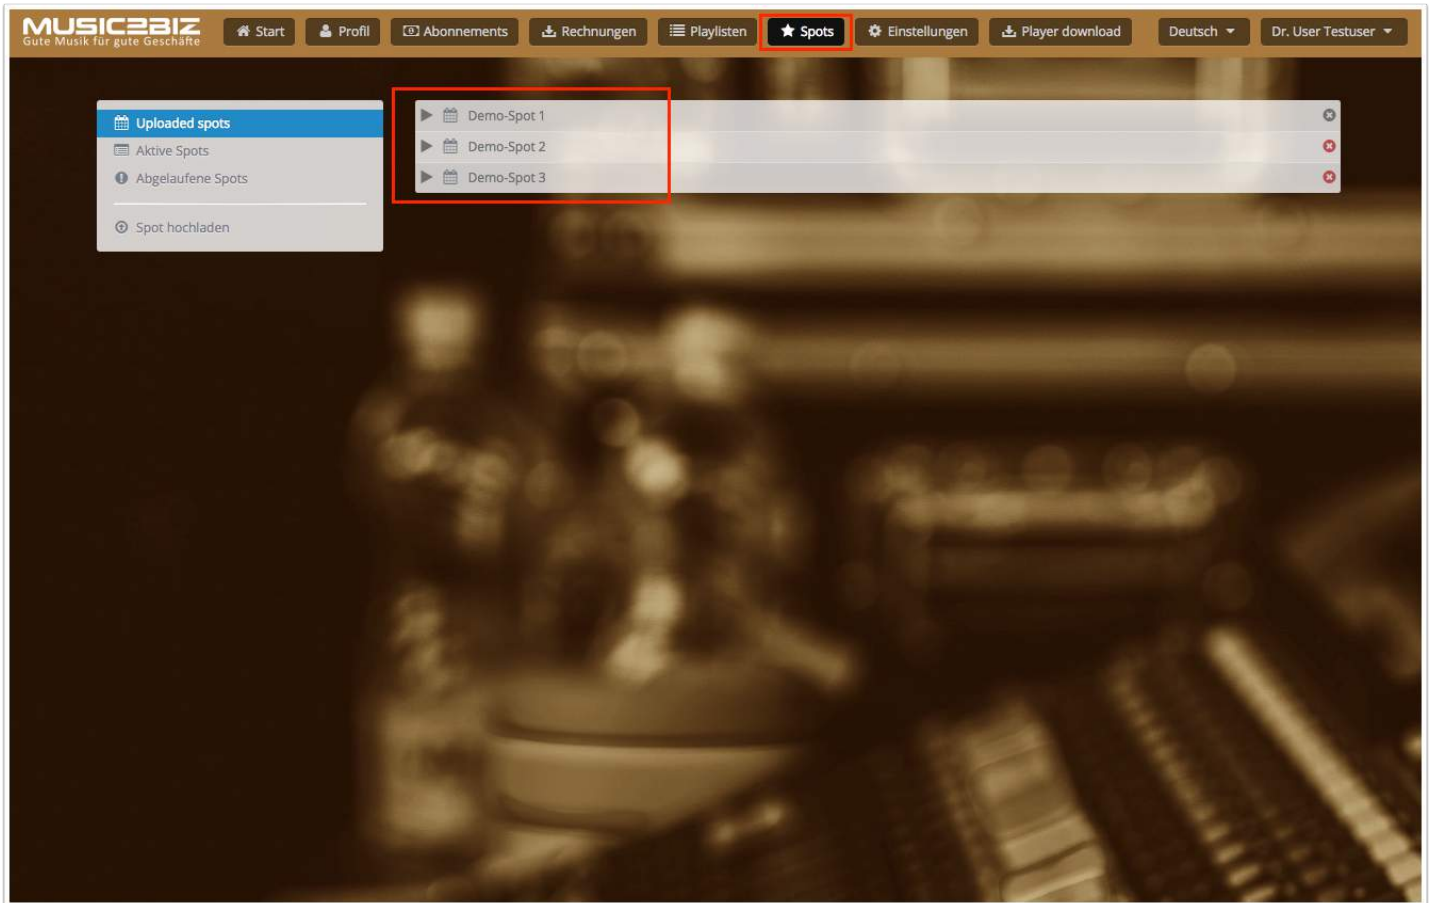 MUSIC2BIZ
Gute Musik für gute Geschäfte
Start
Profil
Abonnements
Rechnungen
Playlisten
Spots
Einstellungen
Player download
Deutsch
Dr. User Testuser
Uploaded spots
Aktive Spots
Abgelaufene Spots
Spot hochladen
Demo-Spot 1
Demo-Spot 2
Demo-Spot 3